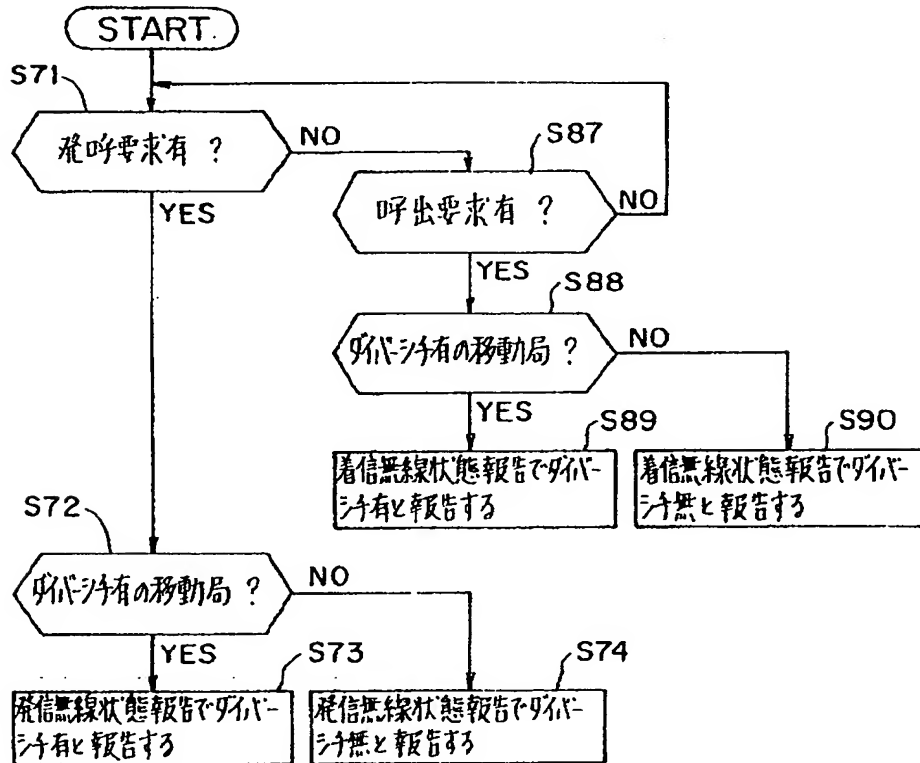 START
S71
発呼要求有 ?
NO
S87
呼出要求有 ?
NO
YES
YES
S88
ダイバーシチ有の移動局 ?
NO
YES
S89
S90
着信無線状態報告でダイバー
シチ有と報告する
着信無線状態報告でダイバー
シチ無と報告する
S72
ダイバーシチ有の移動局 ?
NO
YES
S73
S74
発信無線状態報告でダイバー
シチ有と報告する
発信無線状態報告でダイバー
シチ無と報告する